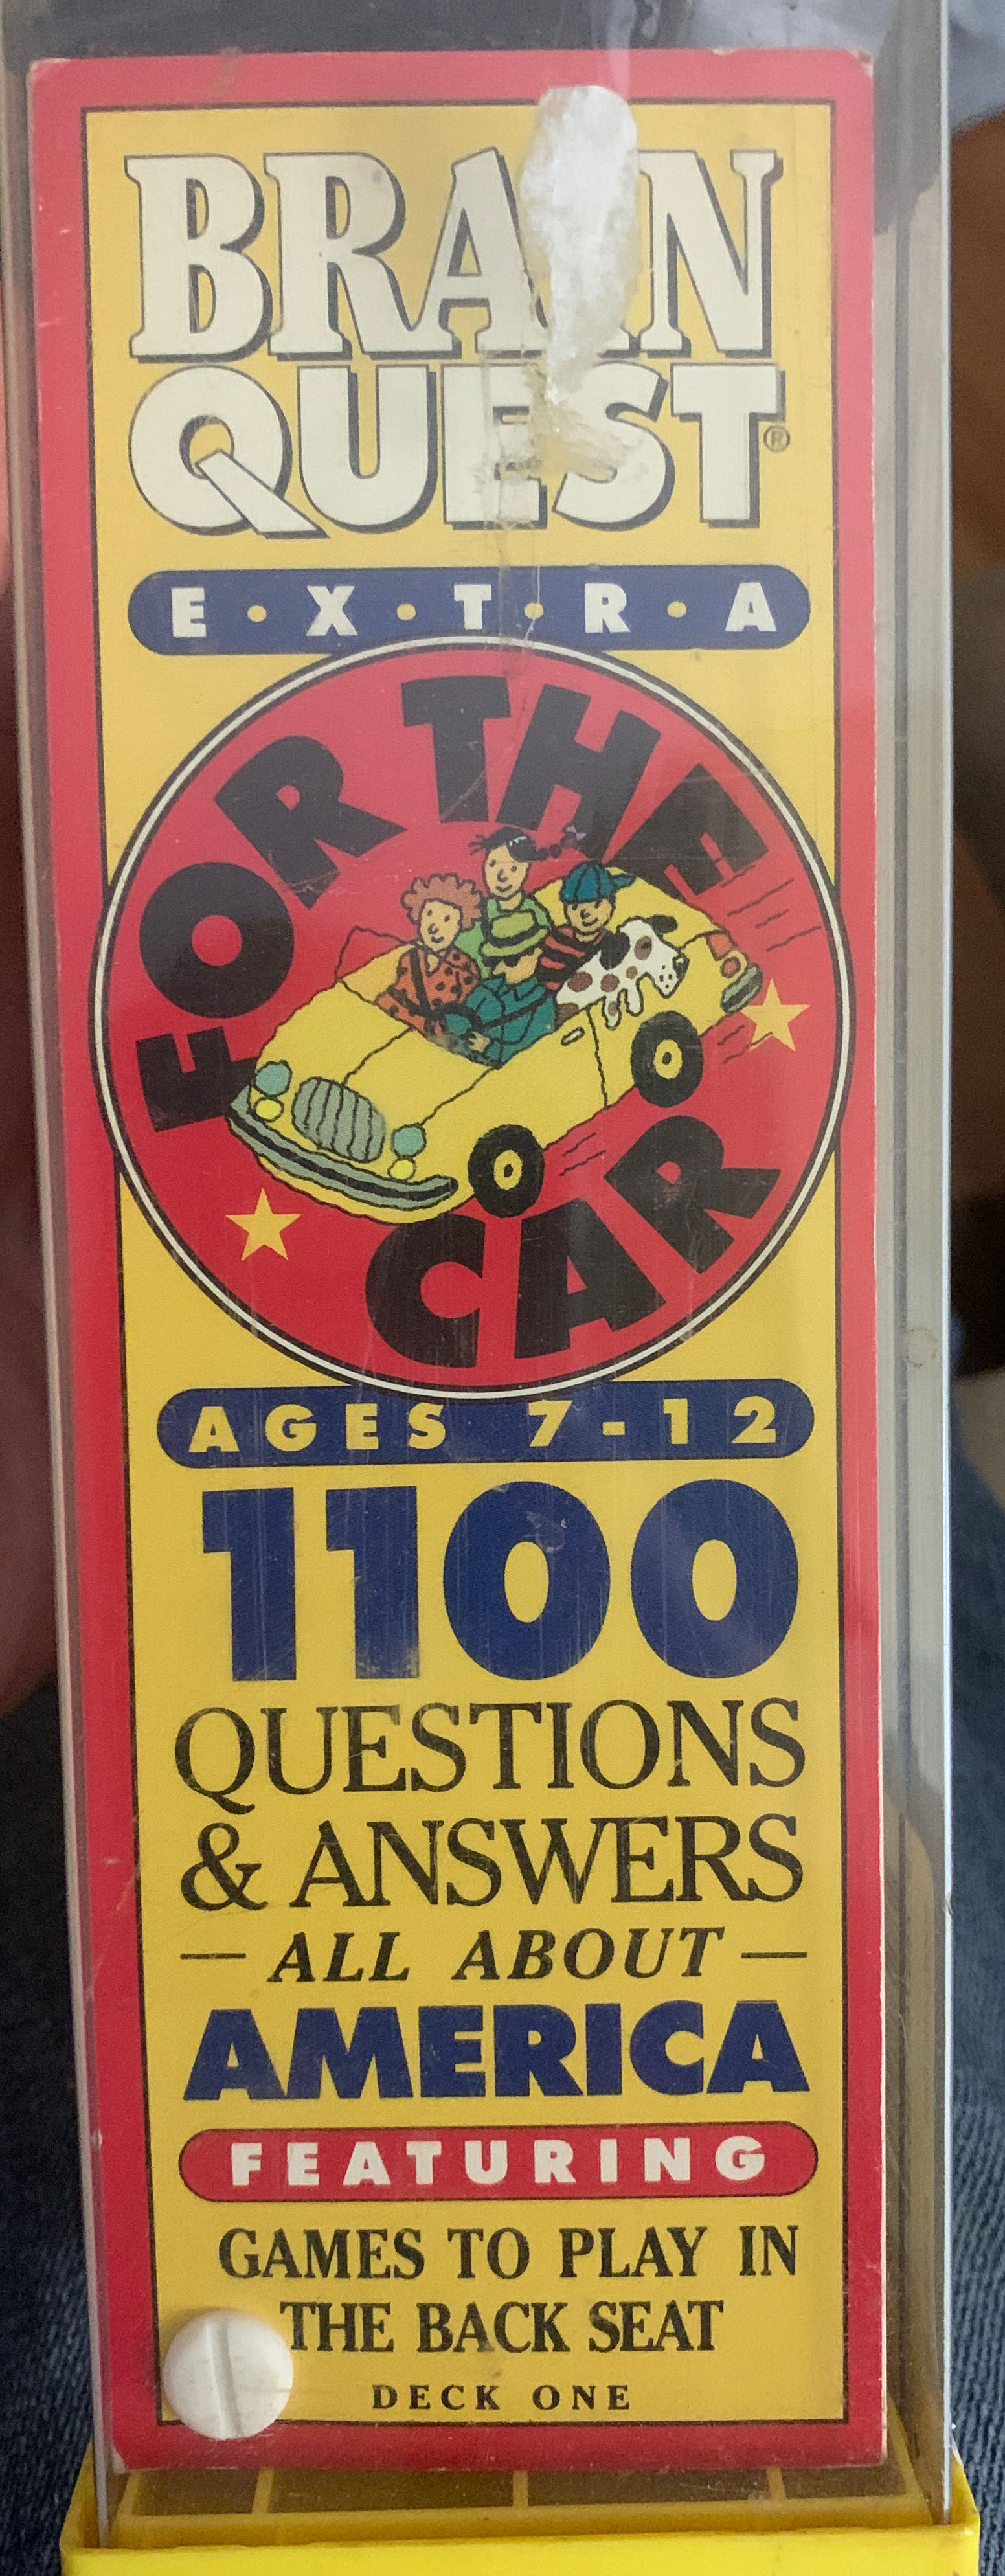 BRAIN
QUEST®
E•X•T•R•A
FOR THE
CAR
AGES 7-12
1100
QUESTIONS
& ANSWERS
— ALL ABOUT —
AMERICA
FEATURING
GAMES TO PLAY IN
THE BACK SEAT
DECK ONE